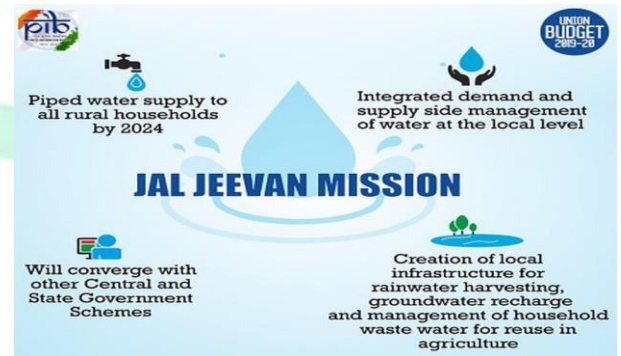 pib
UNION
BUDGET
2019-20
Piped water supply to
all rural households
by 2024
Integrated demand and
supply side management
of water at the local level
JAL JEEVAN MISSION
Will converge with
other Central and
State Government
Schemes
Creation of local
infrastructure for
rainwater harvesting,
groundwater recharge
and management of household
waste water for reuse in
agriculture